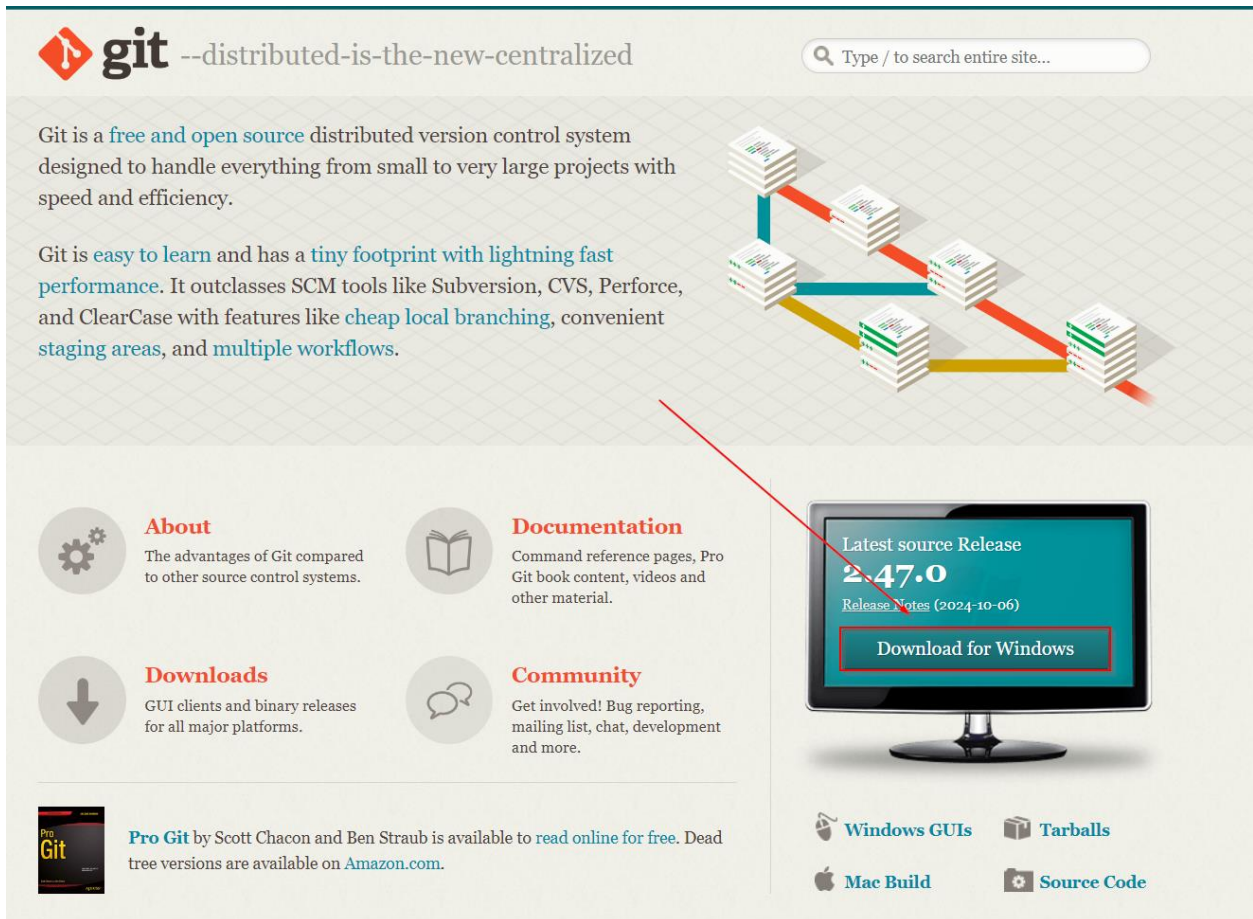 git --distributed-is-the-new-centralized
Type / to search entire site...
Git is a free and open source distributed version control system
designed to handle everything from small to very large projects with
speed and efficiency.
Git is easy to learn and has a tiny footprint with lightning fast
performance. It outclasses SCM tools like Subversion, CVS, Perforce,
and ClearCase with features like cheap local branching, convenient
staging areas, and multiple workflows.
About
The advantages of Git compared
to other source control systems.
Documentation
Command reference pages, Pro
Git book content, videos and
other material.
Downloads
GUI clients and binary releases
for all major platforms.
Community
Get involved! Bug reporting,
mailing list, chat, development
and more.
Latest source Release
2.47.0
Release Notes (2024-10-06)
Download for Windows
Pro
Git
Pro Git by Scott Chacon and Ben Straub is available to read online for free. Dead
tree versions are available on Amazon.com.
Windows GUIs
Tarballs
Mac Build
Source Code